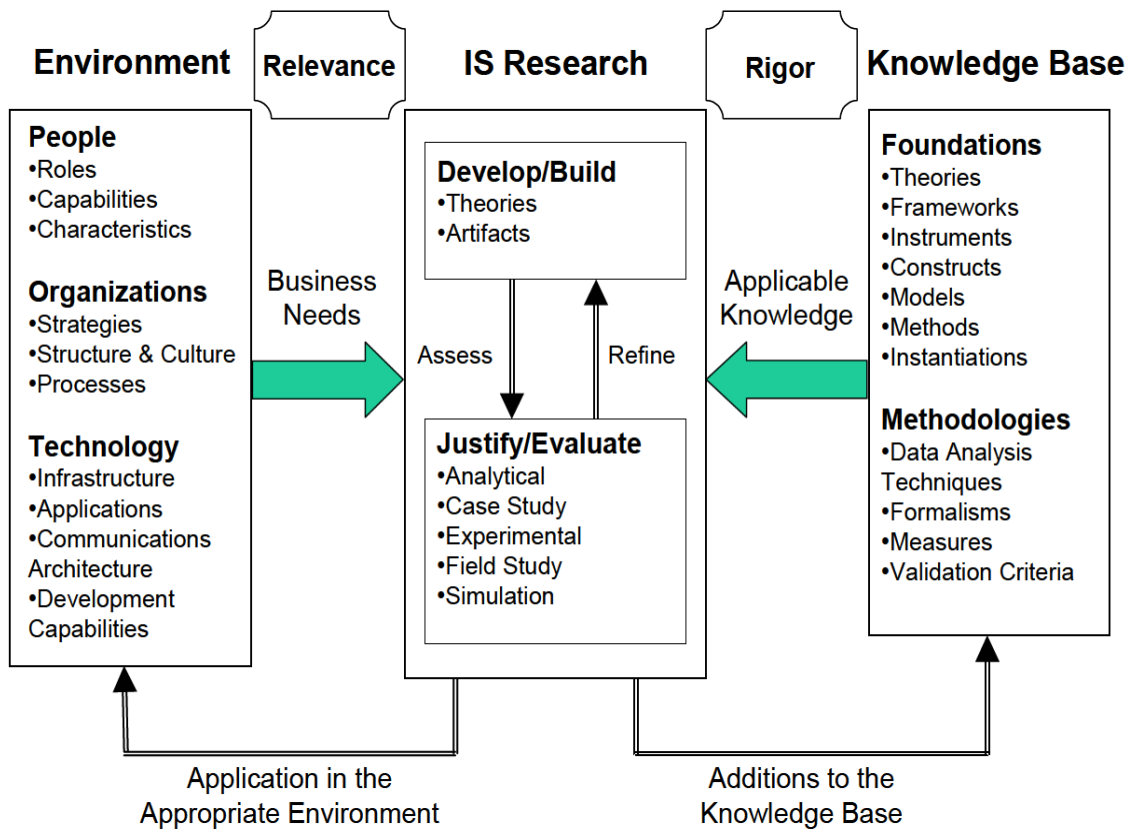 Environment
Relevance
IS Research
Rigor
Knowledge Base
People
•Roles
•Capabilities
•Characteristics
Organizations
•Strategies
•Structure & Culture
•Processes
Technology
•Infrastructure
•Applications
•Communications
Architecture
•Development
Capabilities
Business
Needs
Develop/Build
•Theories
•Artifacts
Assess
Refine
Justify/Evaluate
•Analytical
•Case Study
•Experimental
•Field Study
•Simulation
Applicable
Knowledge
Foundations
•Theories
•Frameworks
•Instruments
•Constructs
•Models
•Methods
•Instantiations
Methodologies
•Data Analysis
Techniques
•Formalisms
•Measures
•Validation Criteria
Application in the
Appropriate Environment
Additions to the
Knowledge Base